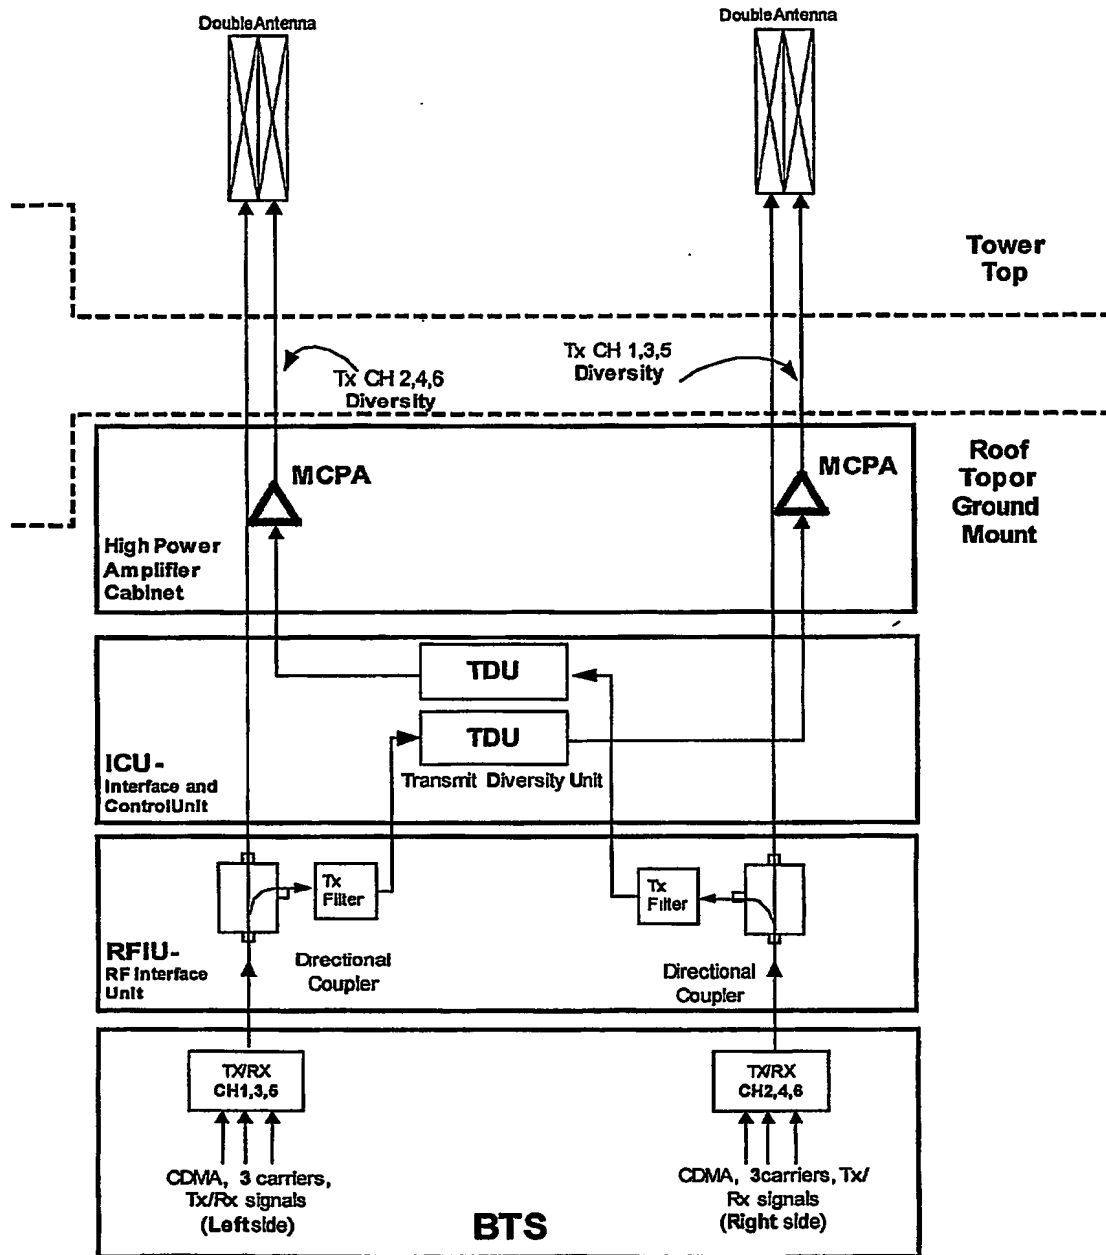 DoubleAntenna
DoubleAntenna
Tower
Top
Tx CH 2,4,6
Diversity
Tx CH 1,3,5
Diversity
Roof
Topor
Ground
Mount
MCPA
MCPA
High Power
Amplifier
Cabinet
TDU
TDU
Transmit Diversity Unit
ICU-
Interface and
ControlUnit
Tx
Filter
Tx
Filter
RFIU-
RF Interface
Unit
Directional
Coupler
Directional
Coupler
TX/RX
CH1,3,5
TX/RX
CH2,4,6
CDMA, 3 carriers,
Tx/Rx signals
(Leftside)
CDMA, 3carriers, Tx/
Rx signals
(Right side)
BTS